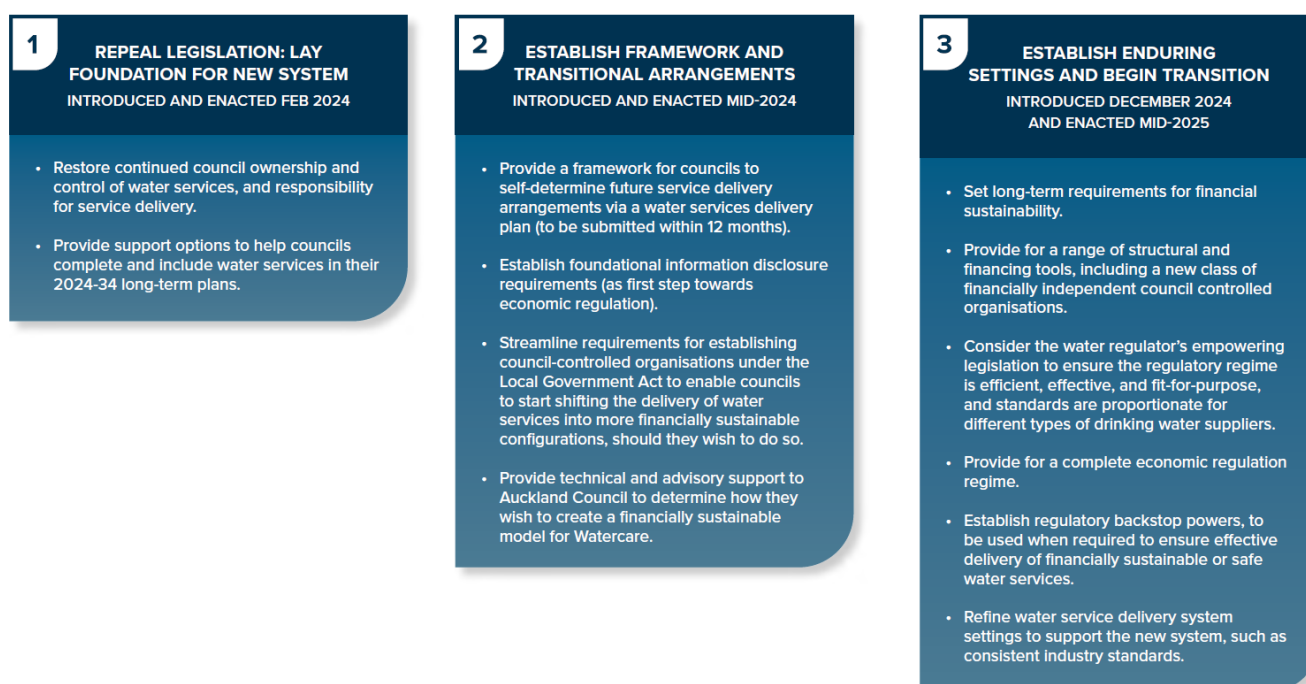 1
REPEAL LEGISLATION: LAY
FOUNDATION FOR NEW SYSTEM
INTRODUCED AND ENACTED FEB 2024
• Restore continued council ownership and
control of water services, and responsibility
for service delivery.
• Provide support options to help councils
complete and include water services in their
2024-34 long-term plans.
2
ESTABLISH FRAMEWORK AND
TRANSITIONAL ARRANGEMENTS
INTRODUCED AND ENACTED MID-2024
• Provide a framework for councils to
self-determine future service delivery
arrangements via a water services delivery
plan (to be submitted within 12 months).
• Establish foundational information disclosure
requirements (as first step towards
economic regulation).
• Streamline requirements for establishing
council-controlled organisations under the
Local Government Act to enable councils
to start shifting the delivery of water
services into more financially sustainable
configurations, should they wish to do so.
• Provide technical and advisory support to
Auckland Council to determine how they
wish to create a financially sustainable
model for Watercare.
3
ESTABLISH ENDURING
SETTINGS AND BEGIN TRANSITION
INTRODUCED DECEMBER 2024
AND ENACTED MID-2025
• Set long-term requirements for financial
sustainability.
• Provide for a range of structural and
financing tools, including a new class of
financially independent council controlled
organisations.
• Consider the water regulator's empowering
legislation to ensure the regulatory regime
is efficient, effective, and fit-for-purpose,
and standards are proportionate for
different types of drinking water suppliers.
• Provide for a complete economic regulation
regime.
• Establish regulatory backstop powers, to
be used when required to ensure effective
delivery of financially sustainable or safe
water services.
• Refine water service delivery system
settings to support the new system, such as
consistent industry standards.